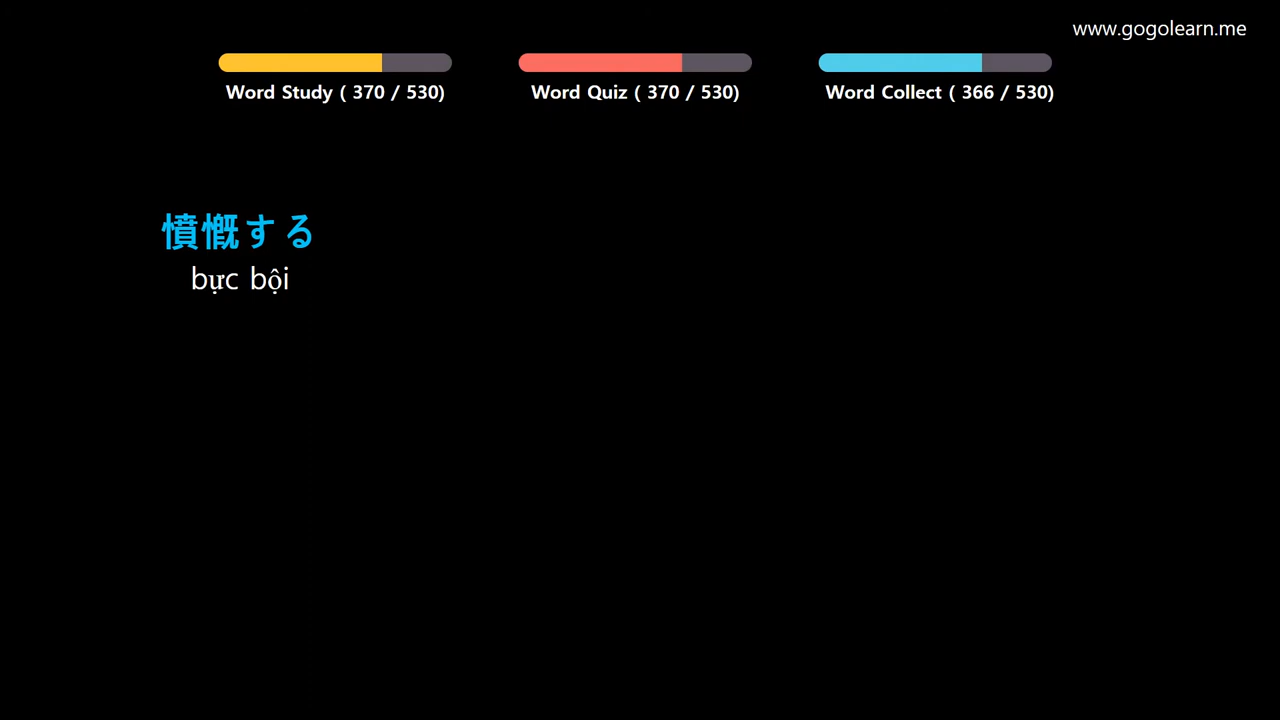 www.gogolearn.me
Word Study ( 370 / 530)
Word Quiz ( 370 / 530)
Word Collect ( 366 / 530)
憤慨する
bực bội